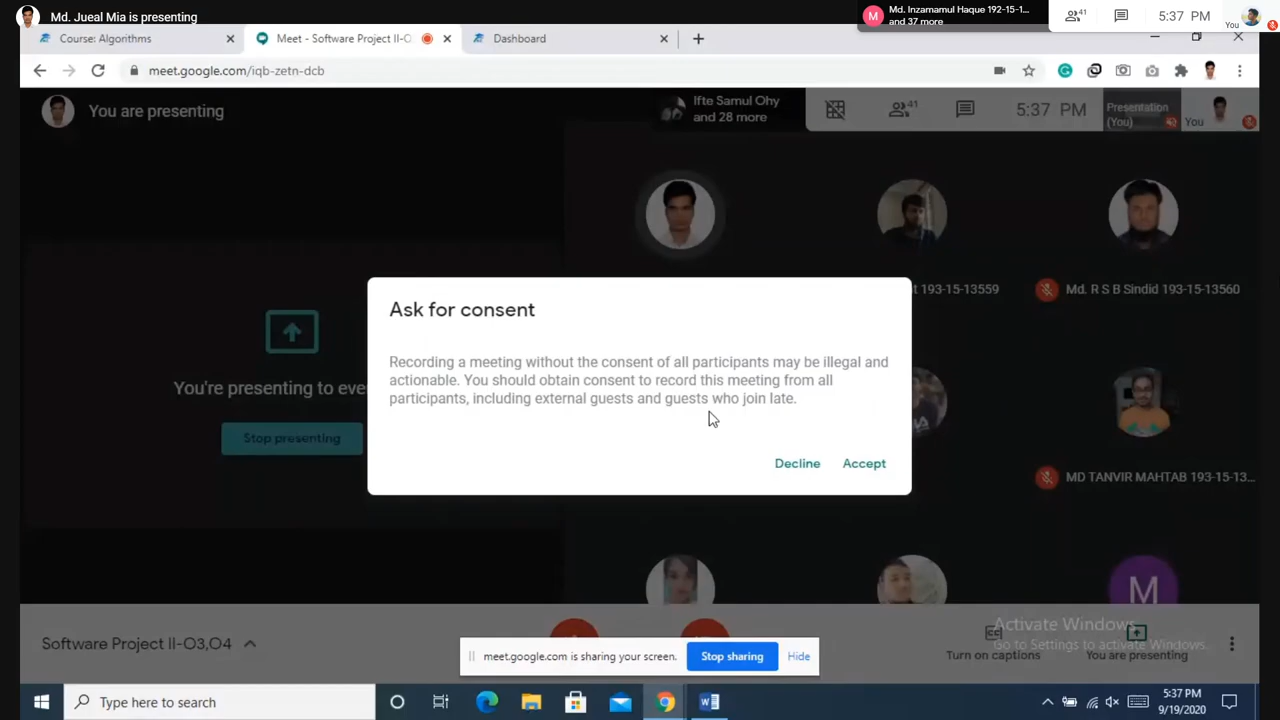 Md. Jueal Mia is presenting
Md. Inzamamul Haque 192-15-1...
and 37 more
41
5:37 PM
You
Course: Algorithms
Meet - Software Project II-O
Dashboard
meet.google.com/iqb-zetn-dcb
You are presenting
Ifte Samul Ohy
and 28 more
41
5:37 PM
Presentation
(You)
You
t 193-15-13559
Md. R S B Sindid 193-15-13560
Ask for consent
Recording a meeting without the consent of all participants may be illegal and
actionable. You should obtain consent to record this meeting from all
participants, including external guests and guests who join late.
Decline
Accept
You're presenting to eve
Stop presenting
MD TANVIR MAHTAB 193-15-13...
M
M
Software Project II-O3,O4
meet.google.com is sharing your screen.
Stop sharing
Hide
CC
Turn on captions
You are presenting
Activate Windows
Go to Settings to activate Windows.
Type here to search
5:37 PM
9/19/2020